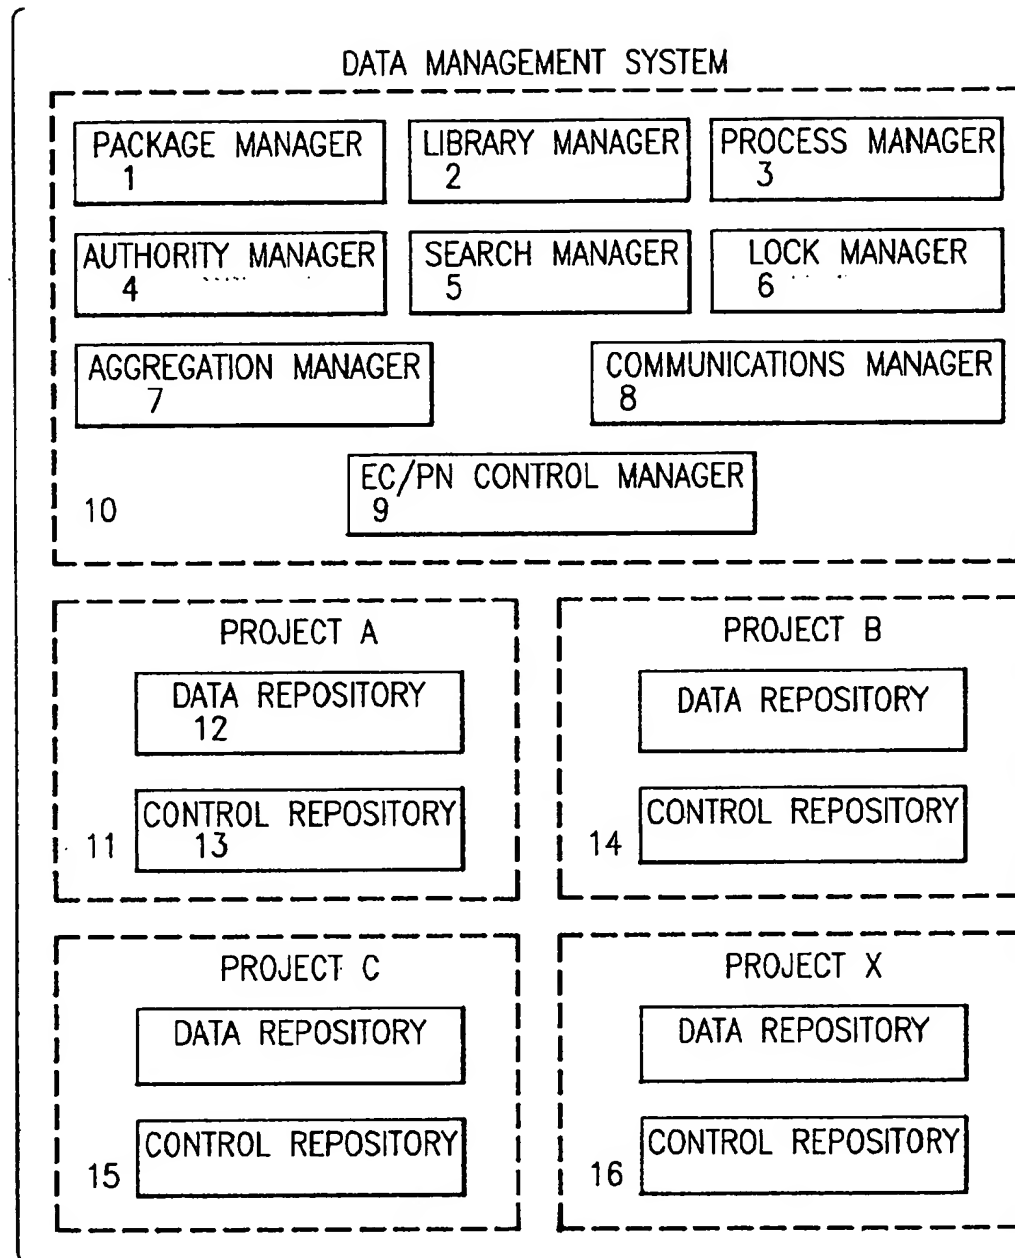 DATA MANAGEMENT SYSTEM
PACKAGE MANAGER
1
LIBRARY MANAGER
2
PROCESS MANAGER
3
AUTHORITY MANAGER
4
SEARCH MANAGER
5
LOCK MANAGER
6
AGGREGATION MANAGER
7
COMMUNICATIONS MANAGER
8
EC/PN CONTROL MANAGER
9
10
PROJECT A
DATA REPOSITORY
12
CONTROL REPOSITORY
13
11
PROJECT B
DATA REPOSITORY
CONTROL REPOSITORY
14
PROJECT C
DATA REPOSITORY
CONTROL REPOSITORY
15
PROJECT X
DATA REPOSITORY
CONTROL REPOSITORY
16